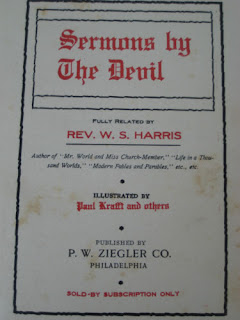 Sermons by
The Devil
FULLY RELATED BY
REV. W. S. HARRIS
Author of "Mr. World and Miss Church-Member," "Life in a Thou-
sand Worlds," "Modern Fables and Parables," etc., etc.
ILLUSTRATED BY
Paul Krafft and others
PUBLISHED BY
P. W. ZIEGLER CO.
PHILADELPHIA
SOLD BY SUBSCRIPTION ONLY